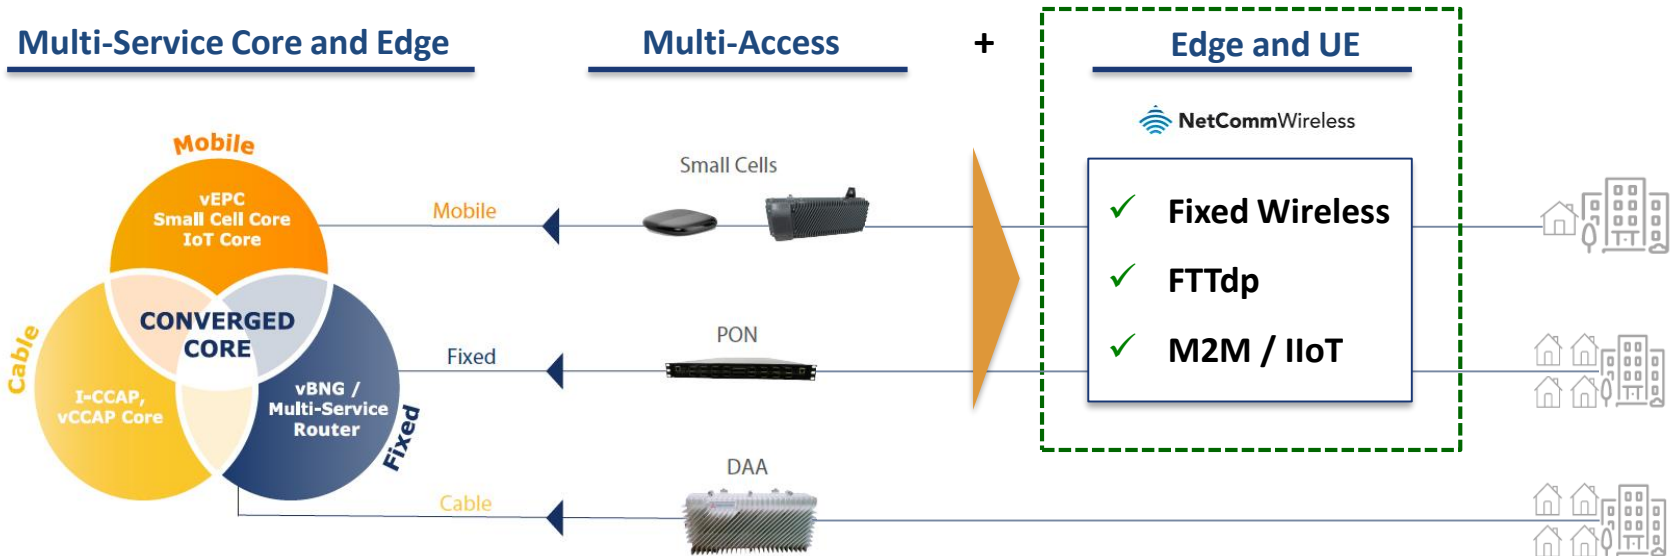 Multi-Service Core and Edge
Multi-Access
+
Edge and UE
NetCommWireless
Mobile
vEPC
Small Cell Core
IoT Core
Cable
I-CCAP,
vCCAP Core
CONVERGED
CORE
vBNG /
Multi-Service
Router
Fixed
Mobile
Small Cells
Fixed
PON
Cable
DAA
✓ Fixed Wireless
✓ FTTdp
✓ M2M / IIoT